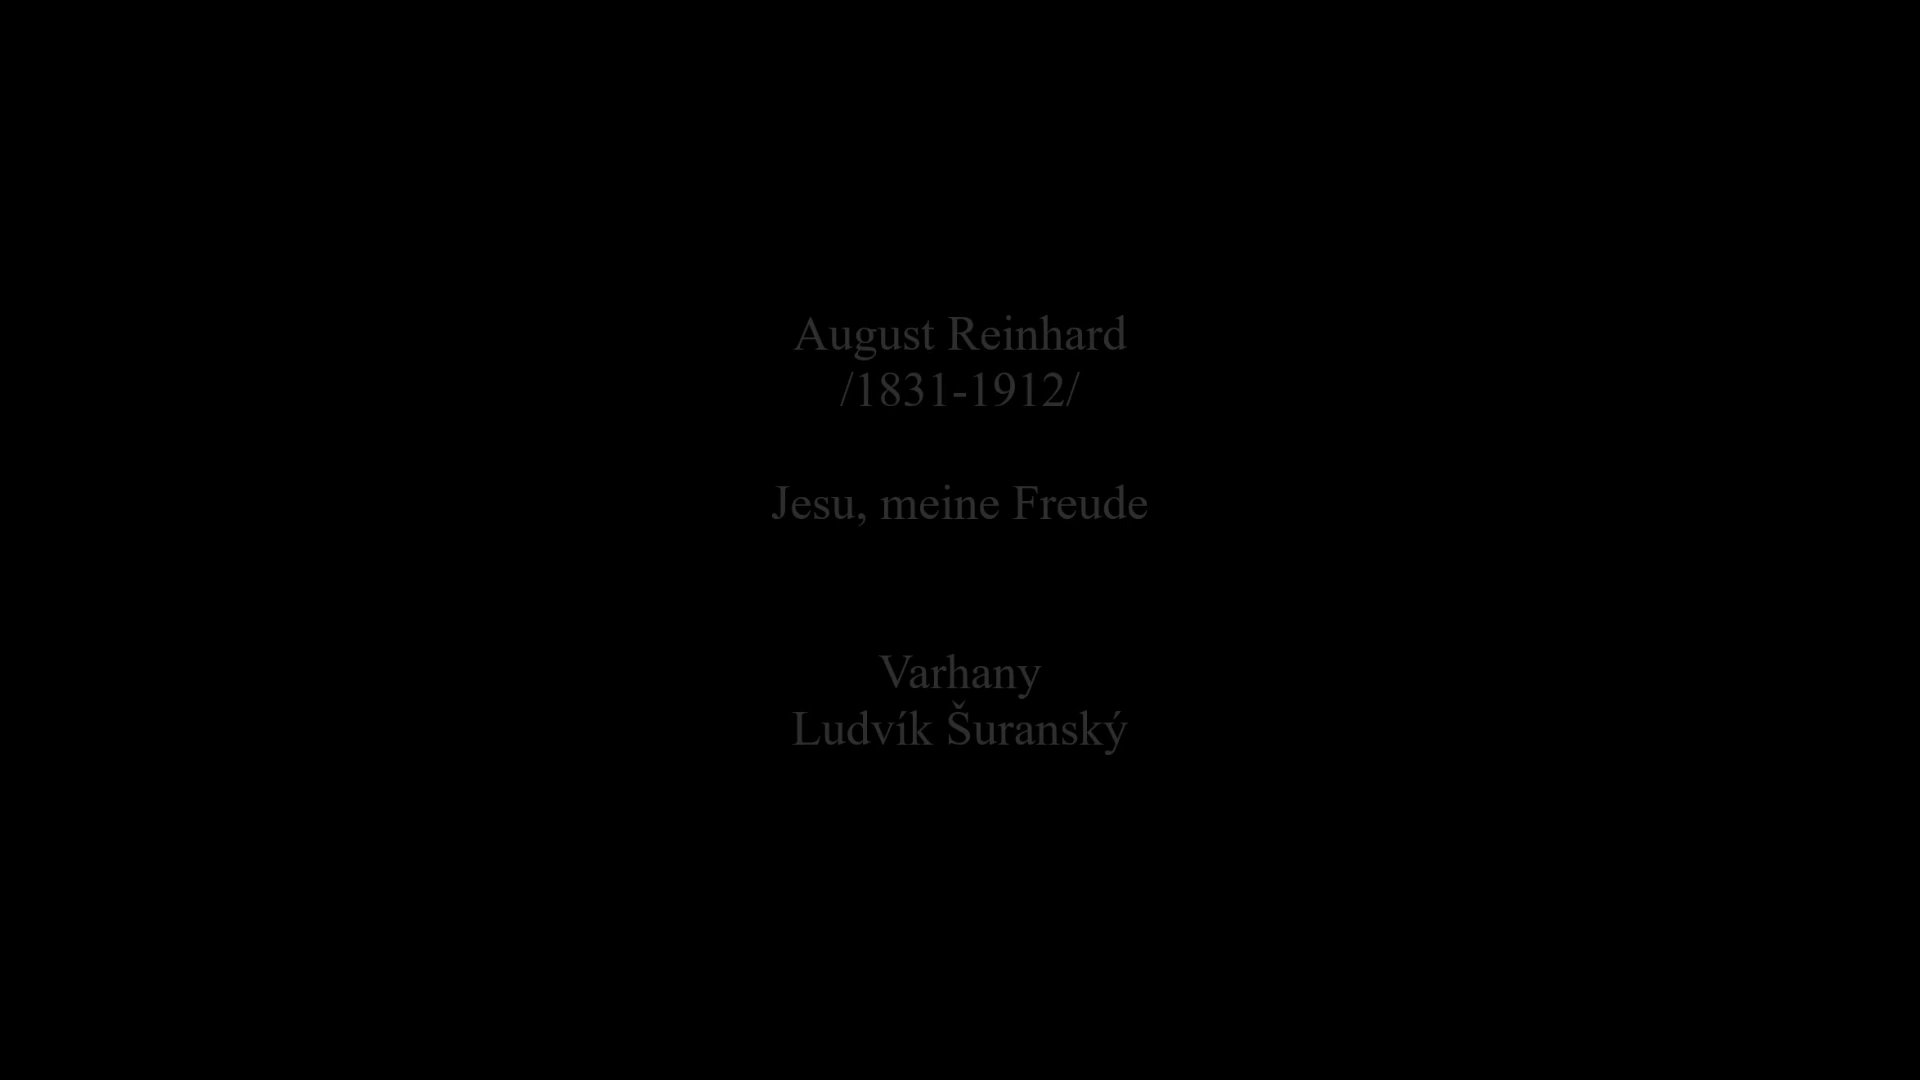 August Reinhard
/1831-1912/
Jesu, meine Freude
Varhany
Ludvík Šuranský